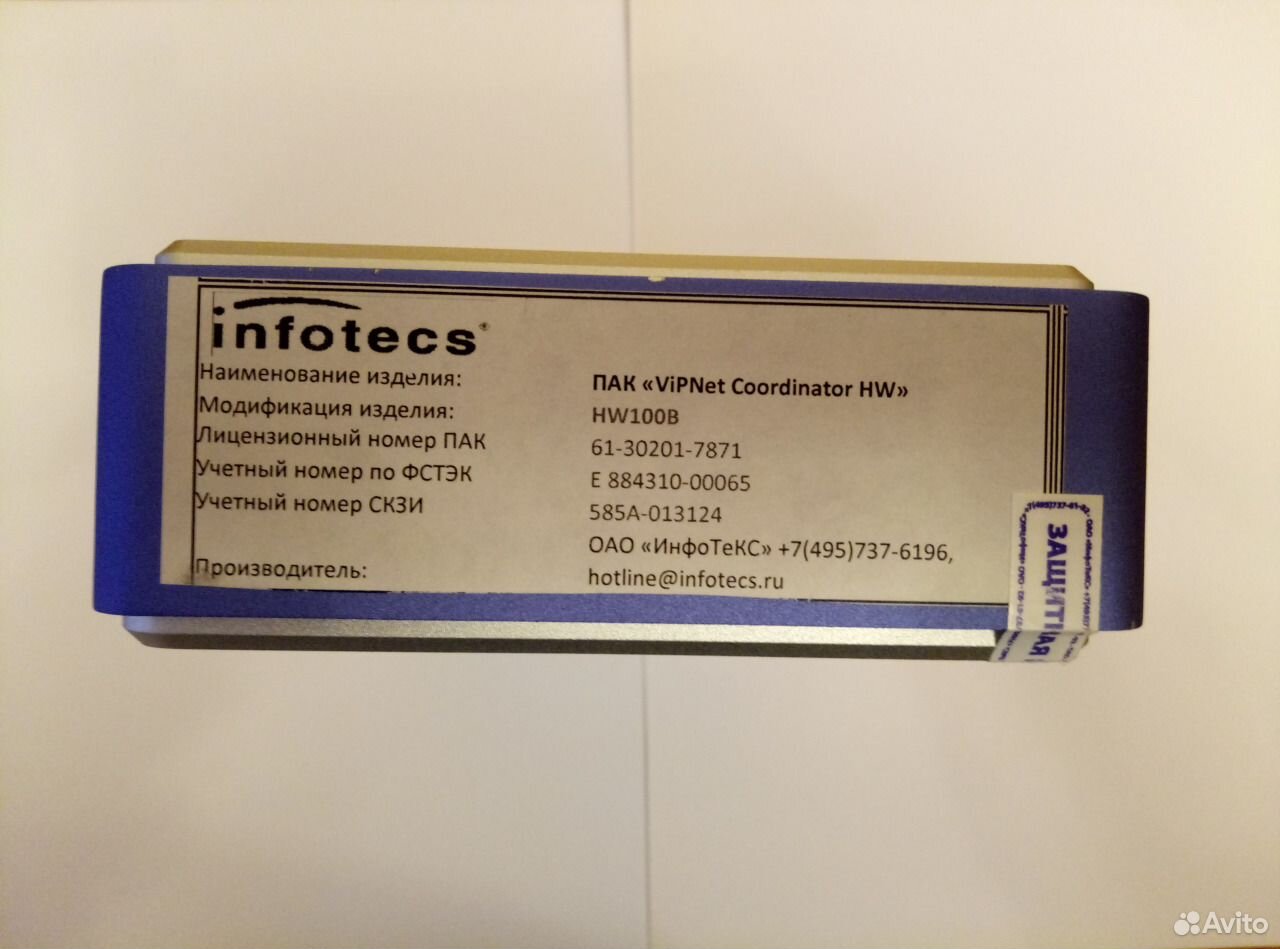 infotecs
Наименование изделия: ПАК «ViPNet Coordinator HW»
Модификация изделия: HW100B
Лицензионный номер ПАК 61-30201-7871
Учетный номер по ФСТЭК Е 884310-00065
Учетный номер СКЗИ 585А-013124
ОАО «ИнфоТеКС» +7(495)737-6196,
Производитель: hotline@infotecs.ru
ЗАЩИТНАЯ
Avito